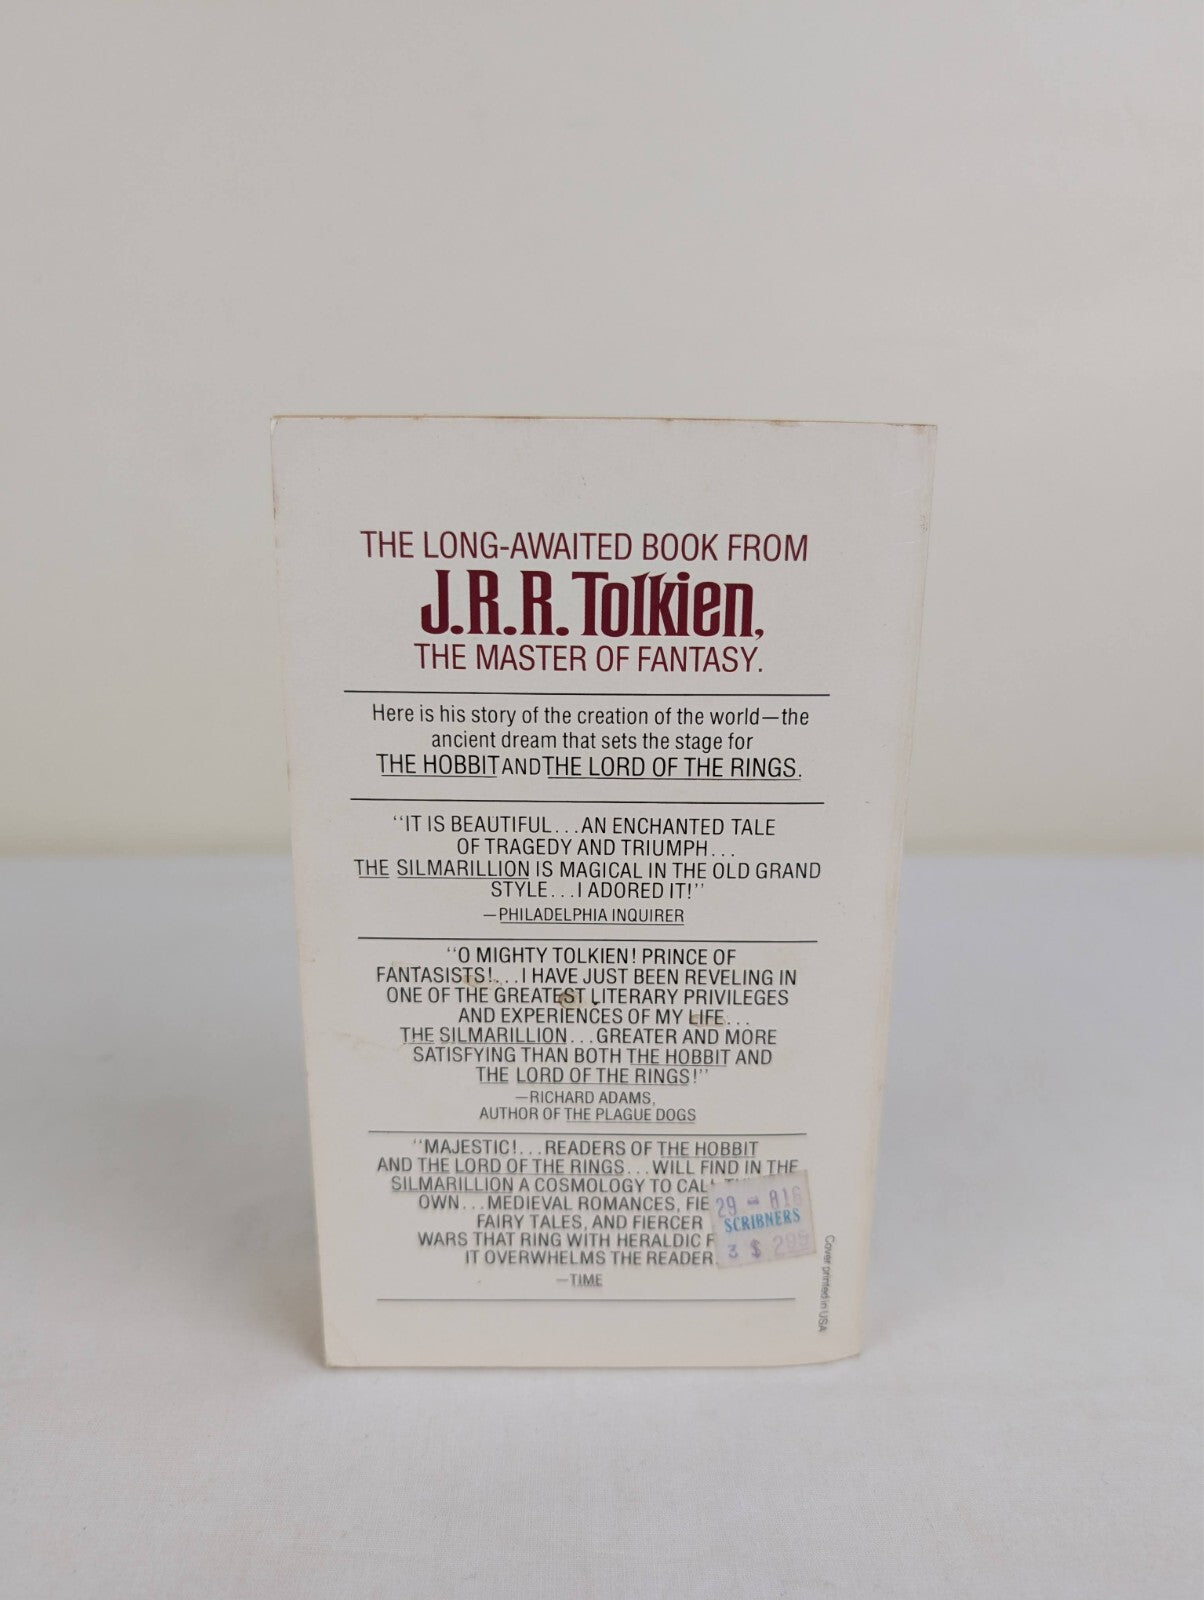 THE LONG-AWAITED BOOK FROM
J.R.R. Tolkien,
THE MASTER OF FANTASY.
Here is his story of the creation of the world—the
ancient dream that sets the stage for
THE HOBBIT AND THE LORD OF THE RINGS.
"IT IS BEAUTIFUL...AN ENCHANTED TALE
OF TRAGEDY AND TRIUMPH...
THE SILMARILLION IS MAGICAL IN THE OLD GRAND
STYLE...I ADORED IT!"
—PHILADELPHIA INQUIRER
"O MIGHTY TOLKIEN! PRINCE OF
FANTASISTS!...I HAVE JUST BEEN REVELING IN
ONE OF THE GREATEST LITERARY PRIVILEGES
AND EXPERIENCES OF MY LIFE...
THE SILMARILLION...GREATER AND MORE
SATISFYING THAN BOTH THE HOBBIT AND
THE LORD OF THE RINGS!"
—RICHARD ADAMS,
AUTHOR OF THE PLAGUE DOGS
"MAJESTIC!...READERS OF THE HOBBIT
AND THE LORD OF THE RINGS...WILL FIND IN THE
SILMARILLION A COSMOLOGY TO CALL
OWN...MEDIEVAL ROMANCES,
FAIRY TALES, AND FIERCER
WARS THAT RING WITH HERALDIC
IT OVERWHELMS THE READER.
—TIME
29 - A16
SCRIBNERS
3 $ 295
Cover printed in USA